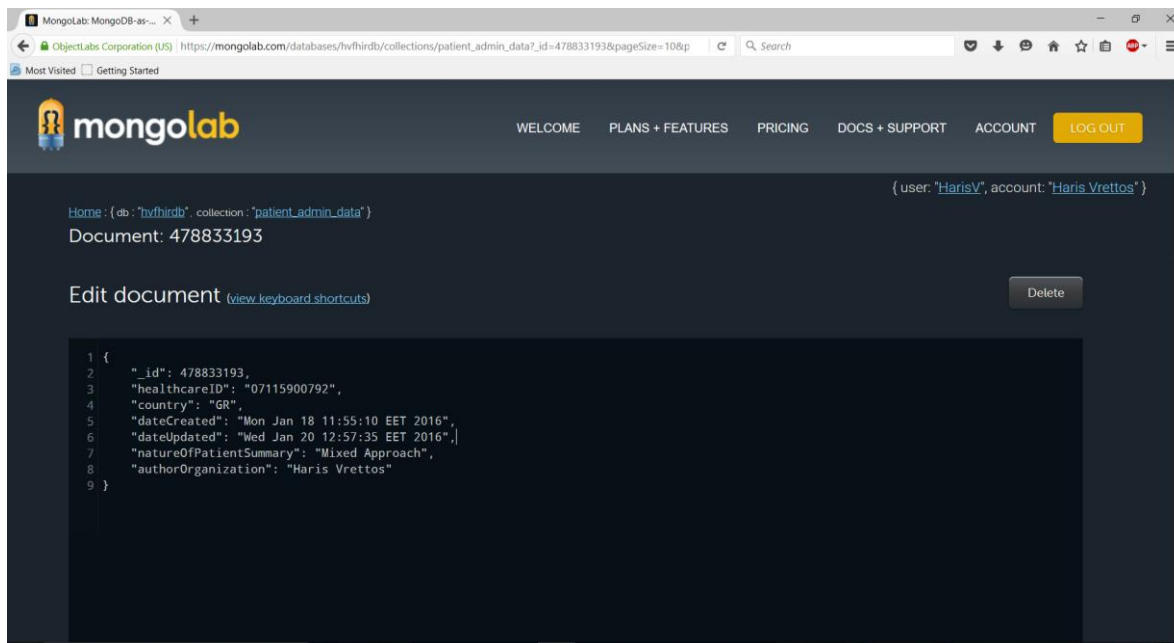 MongoLab: MongoDB-as-...
ObjectLabs Corporation (US) https://mongolab.com/databases/hvfhirdb/collections/patient_admin_data?_id=478833193&pageSize=10&p Search
Most Visited Getting Started
mongolab WELCOME PLANS + FEATURES PRICING DOCS + SUPPORT ACCOUNT LOG OUT
{ user: "HarisV", account: "Haris Vrettos" }
Home : { db : "hvfhirdb" . collection : "patient_admin_data" }
Document: 478833193
Edit document (view keyboard shortcuts) Delete
1 {
2 "_id": 478833193,
3 "healthcareID": "07115900792",
4 "country": "GR",
5 "dateCreated": "Mon Jan 18 11:55:10 EET 2016",
6 "dateUpdated": "Wed Jan 20 12:57:35 EET 2016",
7 "natureOfPatientSummary": "Mixed Approach",
8 "authorOrganization": "Haris Vrettos"
9 }